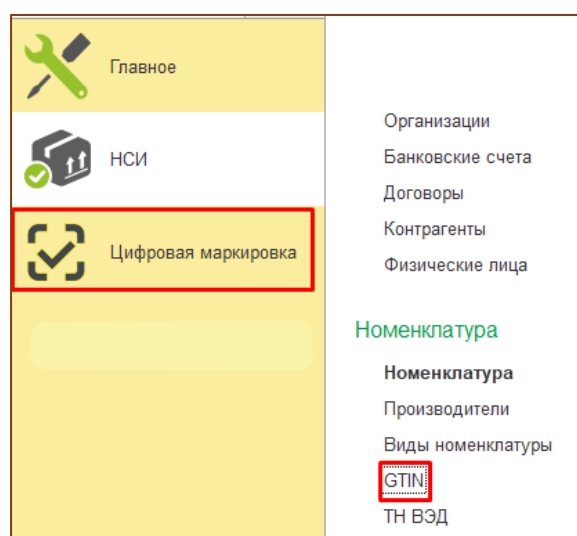 Главное
НСИ
Цифровая маркировка
Организации
Банковские счета
Договоры
Контрагенты
Физические лица
Номенклатура
Номенклатура
Производители
Виды номенклатуры
GTIN
ТН ВЭД